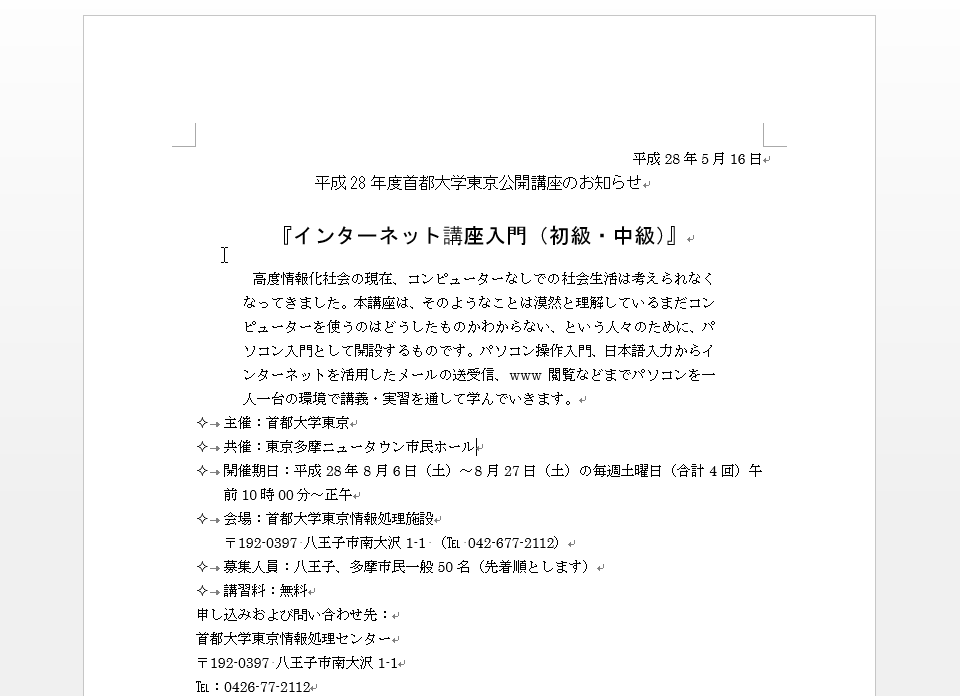 平成 28 年 5 月 16 日
平成 28 年度首都大学東京公開講座のお知らせ
『インターネット講座入門（初級・中級）』
高度情報化社会の現在、コンピューターなしでの社会生活は考えられなく
なってきました。本講座は、そのようなことは漠然と理解しているまだコン
ピューターを使うのはどうしたものかわからない、という人々のために、パ
ソコン入門として開設するものです。パソコン操作入門、日本語入力からイ
ンターネットを活用したメールの送受信、www 閲覧などまでパソコンを一
人一台の環境で講義・実習を通して学んでいきます。
✧→主催：首都大学東京
✧→共催：東京多摩ニュータウン市民ホール
✧→開催期日：平成 28 年 8 月 6 日（土）～8 月 27 日（土）の毎週土曜日（合計 4 回）午
前 10 時 00 分～正午
✧→会場：首都大学東京情報処理施設
〒192-0397 八王子市南大沢 1-1 （℡ 042-677-2112）
✧→募集人員：八王子、多摩市民一般 50 名（先着順とします）
✧→講習料：無料
申し込みおよび問い合わせ先：
首都大学東京情報処理センター
〒192-0397 八王子市南大沢 1-1
℡：0426-77-2112